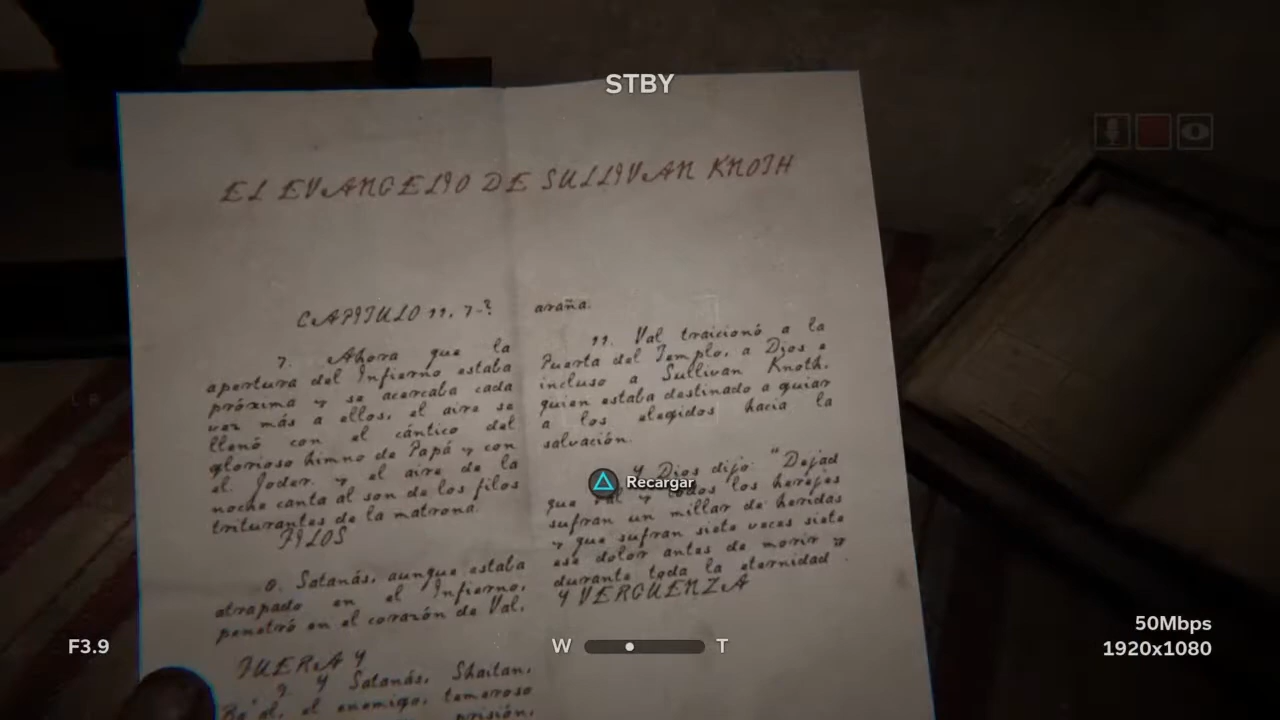 STBY
EL EVANGELIO DE SULLIVAN KNOTH
CAPITULO 11. 7-?
7. Ahora que la
apertura del Infierno estaba
próxima y se acercaba cada
vez más a ellos, el aire se
llenó con el cántico del
glorioso himno de Papá y con
el Joder. y el aire de la
noche canta al son de los filos
triturantes de la matrona.
FILOS
8. Satanás, aunque estaba
atrapado en el Infierno,
penetró en el corazón de Val.
FUERA Y
9. Y Satanás, Shaitan,
Ba'al, el enemigo, temeroso
prisión,
araña.
11. Val traicionó a la
Puerta del Templo, a Dios e
incluso a Sullivan Knoth,
quien estaba destinado a guiar
a los elegidos hacia la
salvación.
Y Dios dijo: "Dejad
que Val y todos los herejes
sufran un millar de heridas
y que sufran siete veces siete
ese dolor antes de morir y
durante toda la eternidad.
Y VERGUENZA
Recargar
F3.9
W T
50Mbps
1920x1080